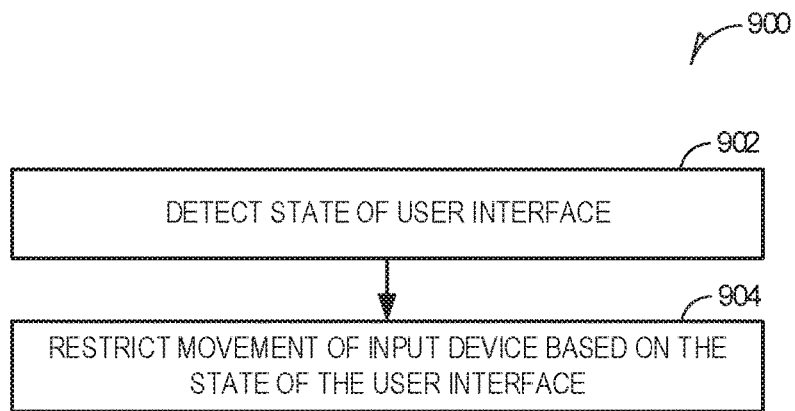 900
902
DETECT STATE OF USER INTERFACE
904
RESTRICT MOVEMENT OF INPUT DEVICE BASED ON THE
STATE OF THE USER INTERFACE